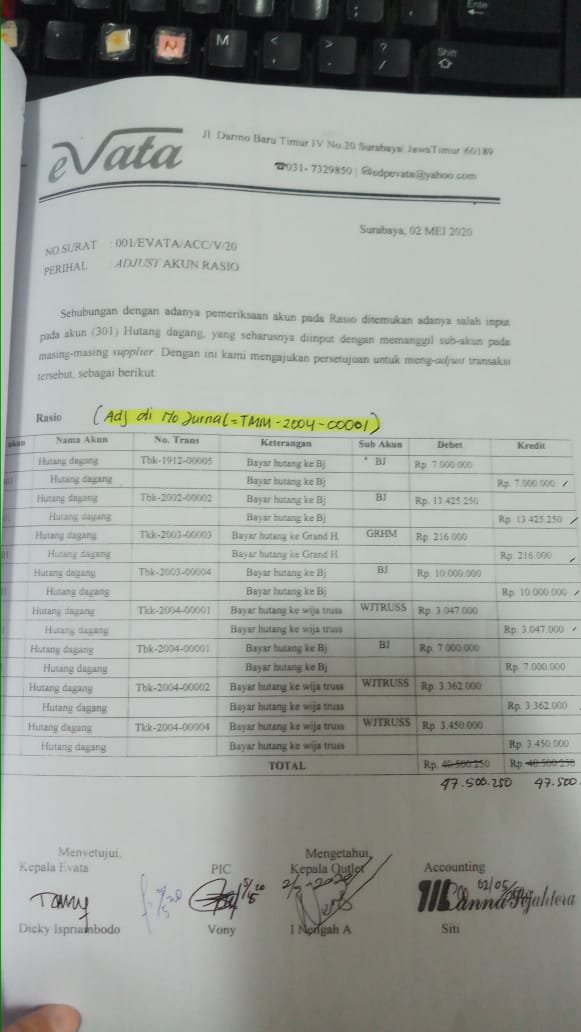 Enter
M < > ?
, . /
N Shift
eVata
Jl. Darmo Baru Timur IV No.20 Surabaya/ JawaTimur /60189
☎031- 7329850 | ✉edpevata@yahoo.com
Surabaya, 02 MEI 2020
NO SURAT : 001/EVATA/ACC/V/20
PERIHAL ADJUST AKUN RASIO
Sehubungan dengan adanya pemeriksaan akun pada Rasio ditemukan adanya salah input
pada akun (301) Hutang dagang, yang seharusnya diinput dengan memanggil sub-akun pada
masing-masing supplier. Dengan ini kami mengajukan persetujuan untuk meng-adjust transaksi
tersebut, sebagai berikut:
Rasio (Adj di No Jurnal = TMM-2004-00001)
akun Nama Akun No. Trans Keterangan Sub Akun Debet Kredit
Hutang dagang Tbk-1912-00005 Bayar hutang ke Bj BJ Rp. 7.000.000
Hutang dagang Bayar hutang ke Bj Rp. 7.000.000
Hutang dagang Tbk-2002-00002 Bayar hutang ke Bj BJ Rp. 13.425.250
Hutang dagang Bayar hutang ke Bj Rp. 13.425.250
Hutang dagang Tkk-2003-00003 Bayar hutang ke Grand H. GRHM Rp. 216.000
Hutang dagang Bayar hutang ke Grand H. Rp. 216.000
Hutang dagang Tbk-2003-00004 Bayar hutang ke Bj BJ Rp. 10.000.000
Hutang dagang Bayar hutang ke Bj Rp. 10.000.000
Hutang dagang Tkk-2004-00001 Bayar hutang ke wija truss WJTRUSS Rp. 3.047.000
Hutang dagang Bayar hutang ke wija truss Rp. 3.047.000
Hutang dagang Tbk-2004-00001 Bayar hutang ke Bj BJ Rp. 7.000.000
Hutang dagang Bayar hutang ke Bj Rp. 7.000.000
Hutang dagang Tbk-2004-00002 Bayar hutang ke wija truss WJTRUSS Rp. 3.362.000
Hutang dagang Bayar hutang ke wija truss Rp. 3.362.000
Hutang dagang Tkk-2004-00004 Bayar hutang ke wija truss WJTRUSS Rp. 3.450.000
Hutang dagang Bayar hutang ke wija truss Rp. 3.450.000
TOTAL Rp. 40.500.250 Rp. 40.500.250
47.500.250 47.500.
Menyetujui, Mengetahui,
Kepala Evata PIC Kepala Outlet Accounting
02/05
Dicky Ispriambodo Vony I Nengah A Siti